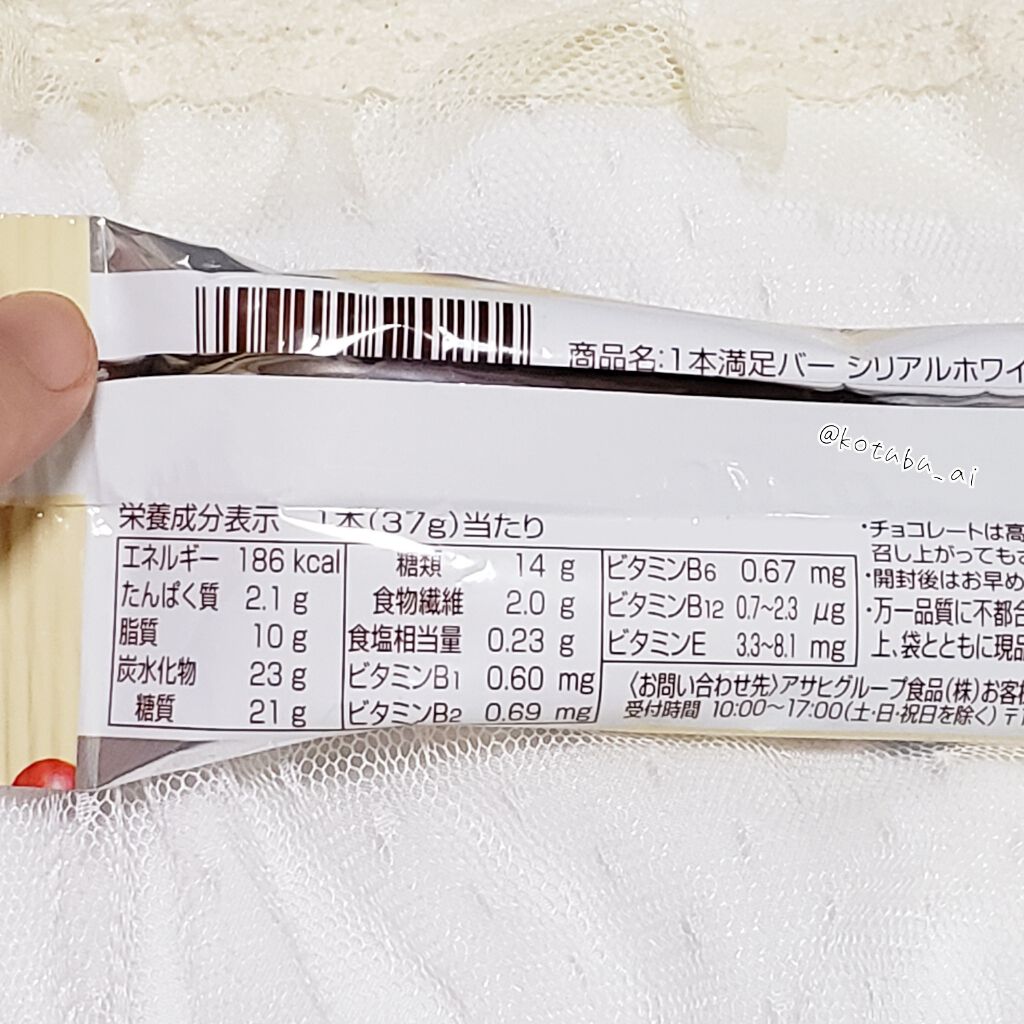 商品名:1本満足バー シリアルホワイ
@kotubu_ai
栄養成分表示 1本(37g)当たり
エネルギー 186 kcal
たんぱく質 2.1 g
脂質 10 g
炭水化物 23 g
糖質 21 g
糖類 14 g
食物繊維 2.0 g
食塩相当量 0.23 g
ビタミンB1 0.60 mg
ビタミンB2 0.69 mg
ビタミンB6 0.67 mg
ビタミンB12 0.7~2.3 μg
ビタミンE 3.3~8.1 mg
〈お問い合わせ先〉アサヒグループ食品(株)お客様
受付時間 10:00~17:00(土・日・祝日を除く)〒
・チョコレートは高
召し上がっても
・開封後はお早め
・万一品質に不都合
上、袋とともに現品